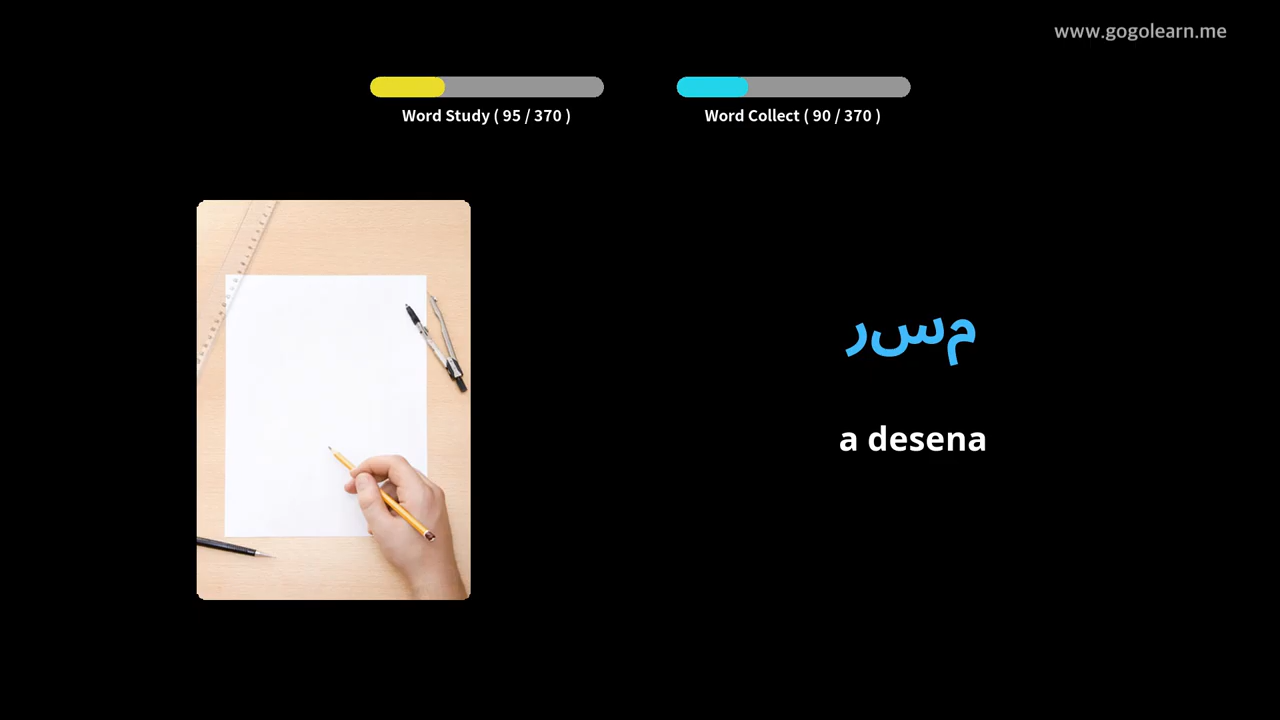 www.gogolearn.me
Word Study ( 95 / 370 )
Word Collect ( 90 / 370 )
رسم
a desena